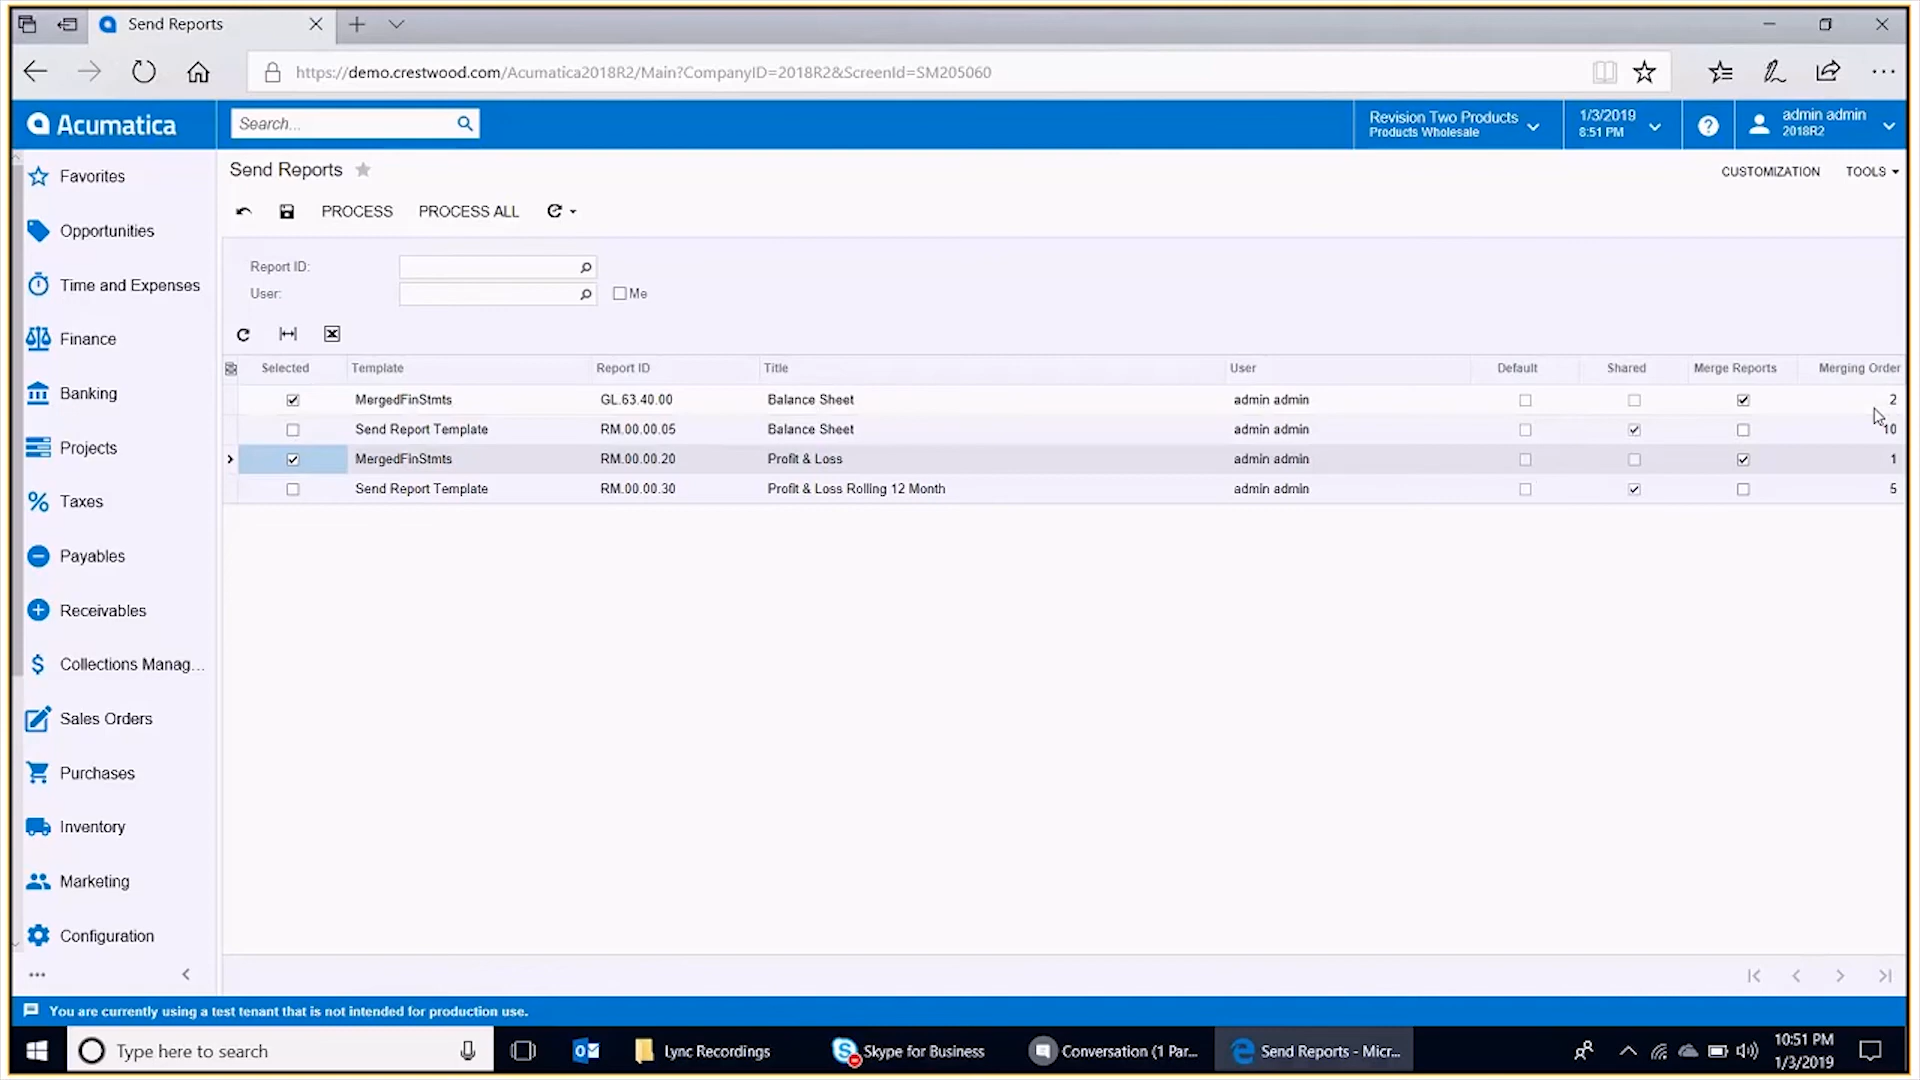 Send Reports
https://demo.crestwood.com/Acumatica2018R2/Main?CompanyID=2018R2&ScreenId=SM205060
Acumatica
Search...
Revision Two Products
Products Wholesale
1/3/2019
8:51 PM
admin admin
2018R2
Favorites
Opportunities
Time and Expenses
Finance
Banking
Projects
Taxes
Payables
Receivables
Collections Manag...
Sales Orders
Purchases
Inventory
Marketing
Configuration
Send Reports
CUSTOMIZATION TOOLS
PROCESS PROCESS ALL
Report ID:
User: Me
Selected Template Report ID Title User Default Shared Merge Reports Merging Order
MergedFinStmts GL.63.40.00 Balance Sheet admin admin 2
Send Report Template RM.00.00.05 Balance Sheet admin admin 10
MergedFinStmts RM.00.00.20 Profit & Loss admin admin 1
Send Report Template RM.00.00.30 Profit & Loss Rolling 12 Month admin admin 5
You are currently using a test tenant that is not intended for production use.
Type here to search
Lync Recordings
Skype for Business
Conversation (1 Par...
Send Reports - Micr...
10:51 PM
1/3/2019